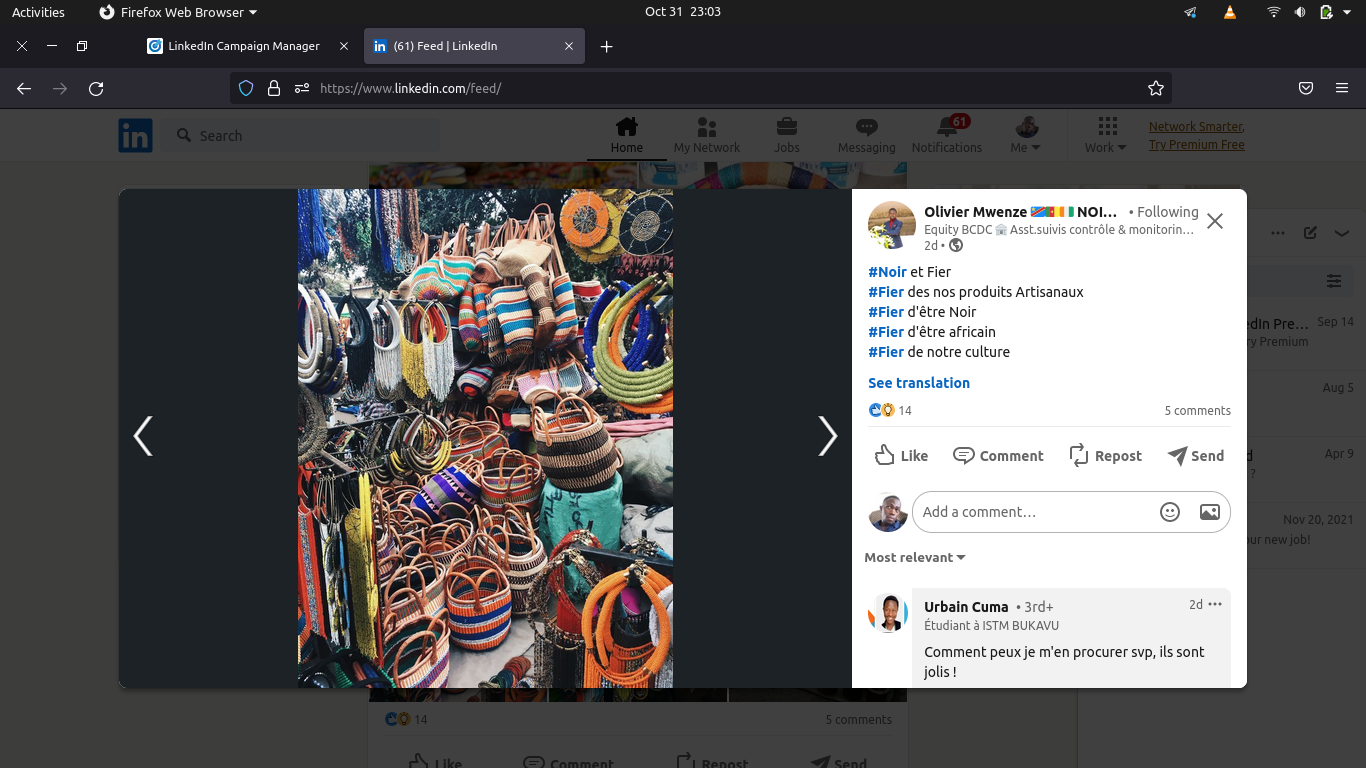 Activities
Firefox Web Browser
Oct 31 23:03
LinkedIn Campaign Manager
(61) Feed | LinkedIn
https://www.linkedin.com/feed/
in
Search
Home
My Network
Jobs
Messaging
61
Notifications
Me
Work
Network Smarter,
Try Premium Free
Olivier Mwenze 🇨🇩🇨🇲🇨🇮 NOI... • Following
Equity BCDC 🏦 Asst.suivis contrôle & monitorin...
2d •
#Noir et Fier
#Fier des nos produits Artisanaux
#Fier d'être Noir
#Fier d'être africain
#Fier de notre culture
See translation
14
5 comments
Like
Comment
Repost
Send
Add a comment...
Most relevant
Urbain Cuma • 3rd+
2d
Étudiant à ISTM BUKAVU
Comment peux je m'en procurer svp, ils sont
jolis !
edIn Pre...
Sep 14
ry Premium
Aug 5
d
Apr 9
?
Nov 20, 2021
our new job!
14
5 comments
Like
Comment
Repost
Send